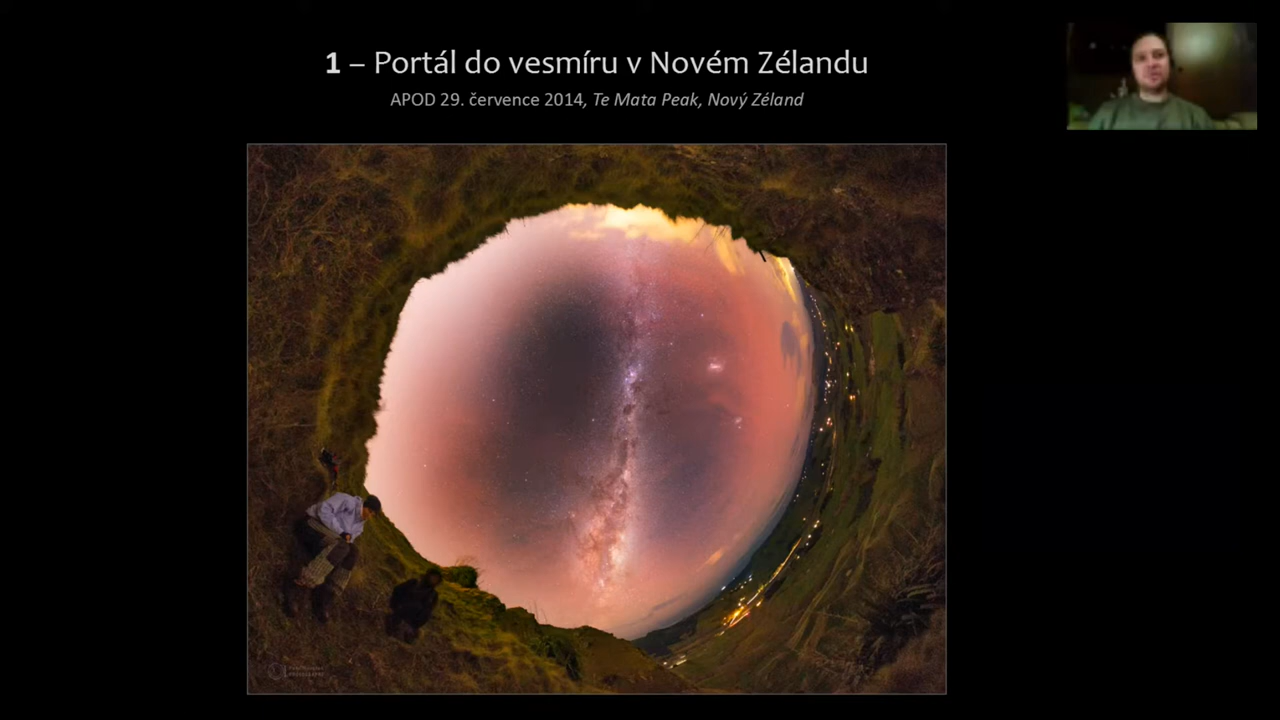 1 – Portál do vesmíru v Novém Zélandu
APOD 29. července 2014, Te Mata Peak, Nový Zéland